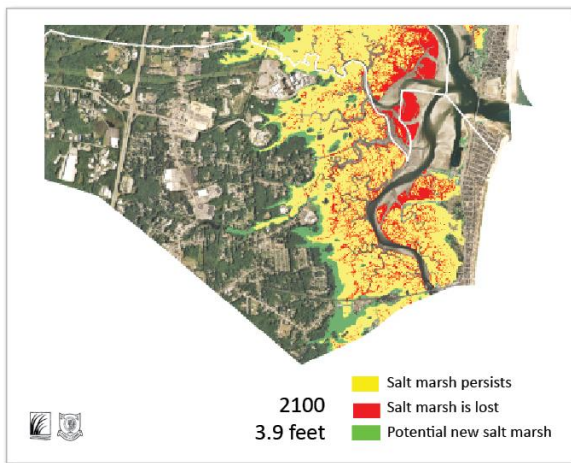 2100
3.9 feet
Salt marsh persists
Salt marsh is lost
Potential new salt marsh